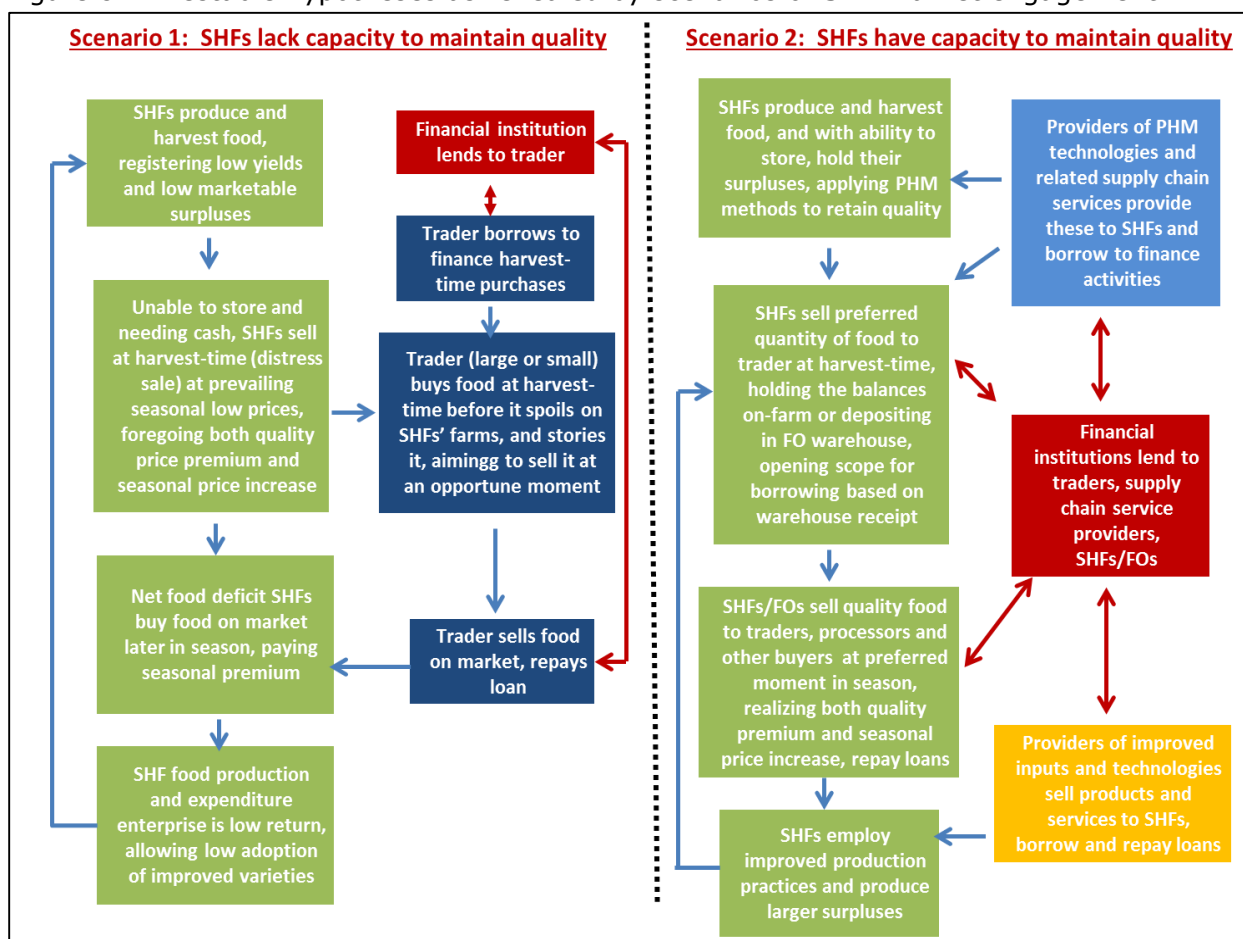 Scenario 1:  SHFs lack capacity to maintain quality
SHFs produce and
harvest food,
registering low yields
and low marketable
surpluses
Financial institution
lends to trader
Trader borrows to
finance harvest-
time purchases
Unable to store and
needing cash, SHFs sell
at harvest-time (distress
sale) at prevailing
seasonal low prices,
foregoing both quality
price premium and
seasonal price increase
Trader (large or small)
buys food at harvest-
time before it spoils on
SHFs’ farms, and stories
it, aimingg to sell it at
an opportune moment
Net food deficit SHFs
buy food on market
later in season, paying
seasonal premium
Trader sells food
on market, repays
loan
SHF food production
and expenditure
enterprise is low return,
allowing low adoption
of improved varieties
Scenario 2:  SHFs have capacity to maintain quality
SHFs produce and harvest
food, and with ability to
store, hold their
surpluses, applying PHM
methods to retain quality
Providers of PHM
technologies and
related supply chain
services provide
these to SHFs and
borrow to finance
activities
SHFs sell preferred
quantity of food to
trader at harvest-time,
holding the balances
on-farm or depositing
in FO warehouse,
opening scope for
borrowing based on
warehouse receipt
Financial
institutions lend to
traders, supply
chain service
providers,
SHFs/FOs
SHFs/FOs sell quality food
to traders, processors and
other buyers at preferred
moment in season,
realizing both quality
premium and seasonal
price increase, repay loans
Providers of improved
inputs and technologies
sell products and
services to SHFs,
borrow and repay loans
SHFs employ
improved production
practices and produce
larger surpluses